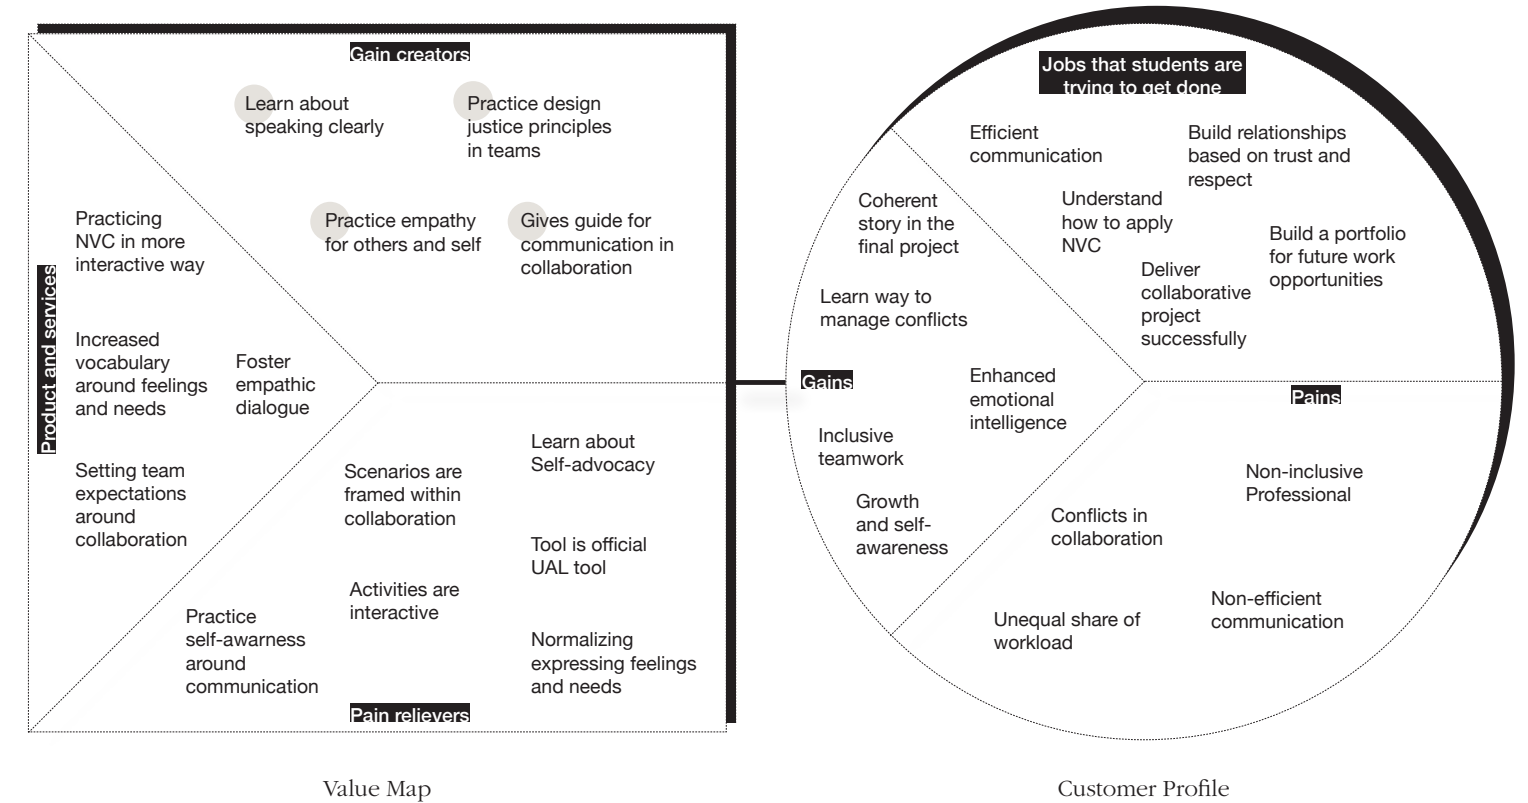 Gain creators
Learn about
speaking clearly
Practice design
justice principles
in teams
Practice empathy
for others and self
Gives guide for
communication in
collaboration
Product and services
Practicing
NVC in more
interactive way
Increased
vocabulary
around feelings
and needs
Foster
empathic
dialogue
Setting team
expectations
around
collaboration
Scenarios are
framed within
collaboration
Learn about
Self-advocacy
Tool is official
UAL tool
Activities are
interactive
Practice
self-awarness
around
communication
Normalizing
expressing feelings
and needs
Pain relievers
Value Map
Jobs that students are
trying to get done
Efficient
communication
Build relationships
based on trust and
respect
Understand
how to apply
NVC
Build a portfolio
for future work
opportunities
Deliver
collaborative
project
successfully
Coherent
story in the
final project
Learn way to
manage conflicts
Gains
Enhanced
emotional
intelligence
Inclusive
teamwork
Growth
and self-
awareness
Pains
Non-inclusive
Professional
Conflicts in
collaboration
Non-efficient
communication
Unequal share of
workload
Customer Profile